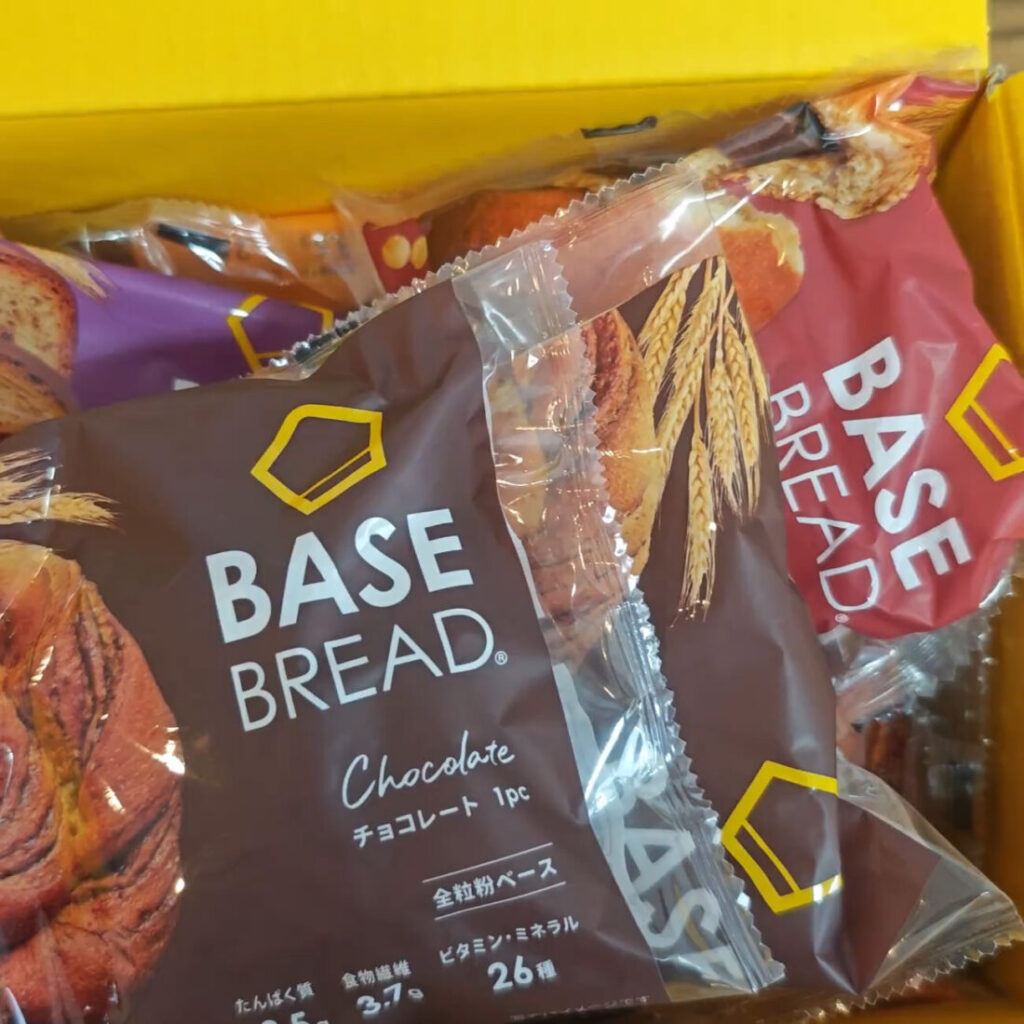 BASE
BREAD®
Chocolate
チョコレート 1pc
全粒粉ベース
ビタミン・ミネラル
26種
食物繊維
3.7g
たんぱく質
BASE
BREAD®
BASE